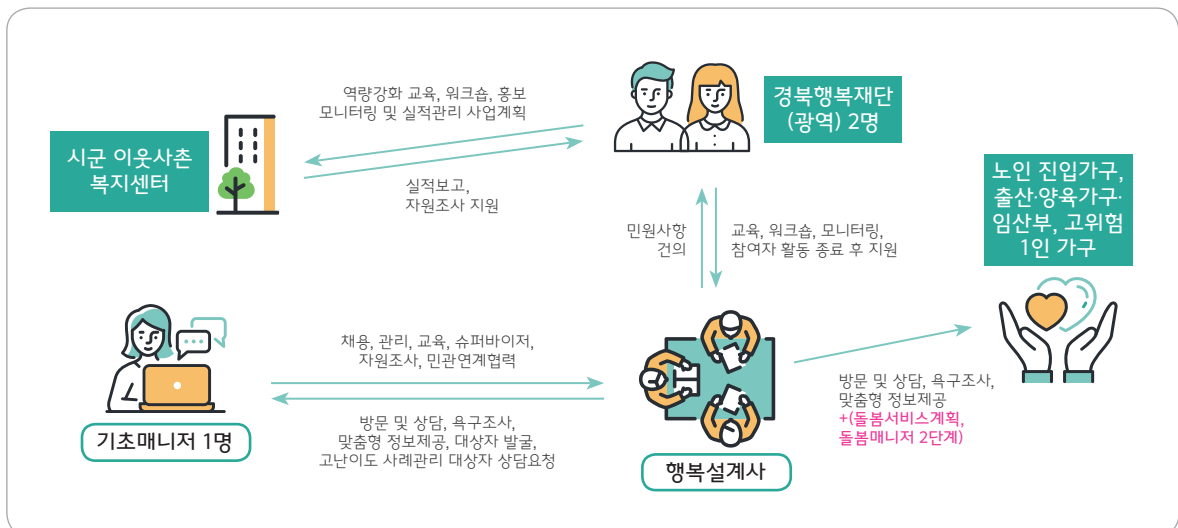 역량강화 교육, 워크숍, 홍보
모니터링 및 실적관리 사업계획
경북행복재단
(광역) 2명
시군 이웃사촌
복지센터
실적보고,
자원조사 지원
민원사항
건의
교육, 워크숍, 모니터링,
참여자 활동 종료 후 지원
노인 진입가구,
출산·양육가구·
임산부, 고위험
1인 가구
채용, 관리, 교육, 슈퍼바이저,
자원조사, 민관연계협력
방문 및 상담, 욕구조사,
맞춤형 정보제공, 대상자 발굴,
고난이도 사례관리 대상자 상담요청
기초매니저 1명
행복설계사
방문 및 상담, 욕구조사,
맞춤형 정보제공
+(돌봄서비스계획,
돌봄매니저 2단계)